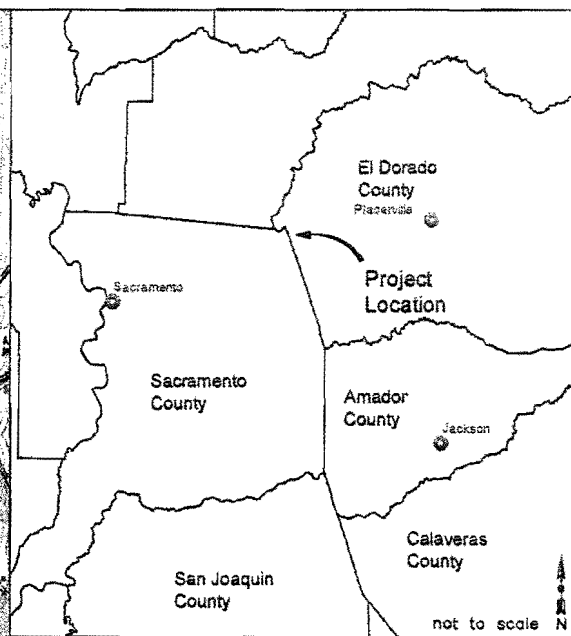 El Dorado
County
Placerville
Project
Location
Sacramento
Sacramento
County
Amador
County
Jackson
Calaveras
County
San Joaquin
County
not to scale N